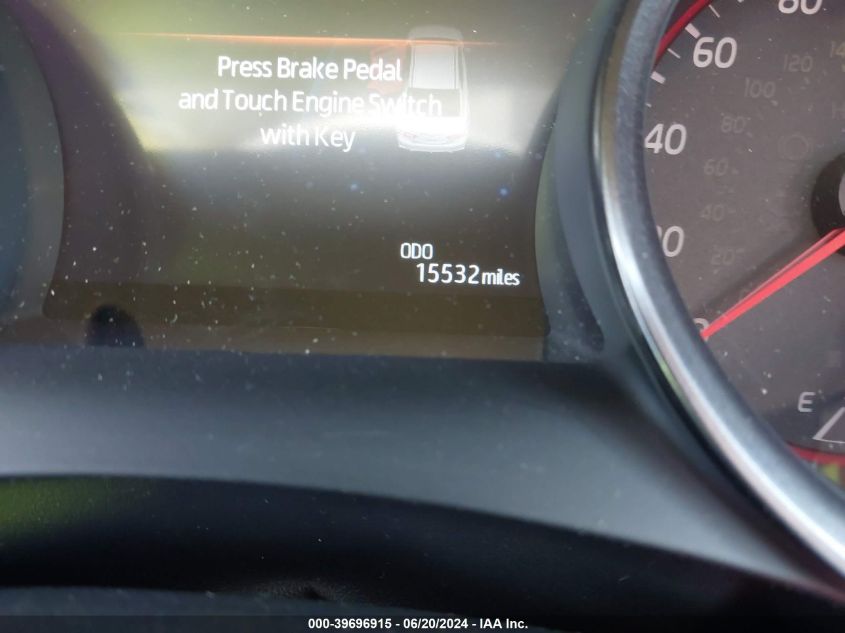 Press Brake Pedal
and Touch Engine Switch
with Key
ODO
15532 miles
80
60
40
120
100
80
60
40
20
E
000-39696915 - 06/20/2024 - IAA Inc.